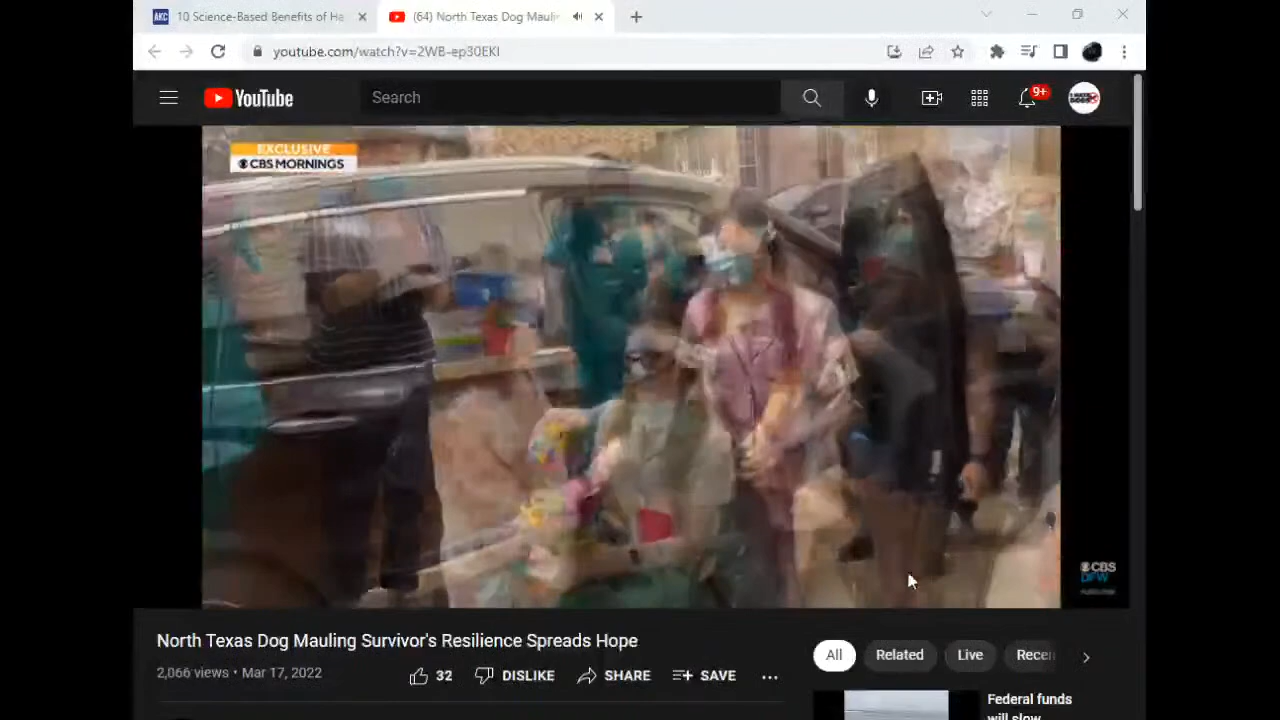 10 Science-Based Benefits of Ha
(64) North Texas Dog Mauli
youtube.com/watch?v=2WB-ep30EKI
YouTube
Search
9+
EXCLUSIVE
CBS MORNINGS
CBS
DFW
North Texas Dog Mauling Survivor's Resilience Spreads Hope
2,066 views • Mar 17, 2022
32
DISLIKE
SHARE
SAVE
All
Related
Live
Recen
Federal funds
will slow